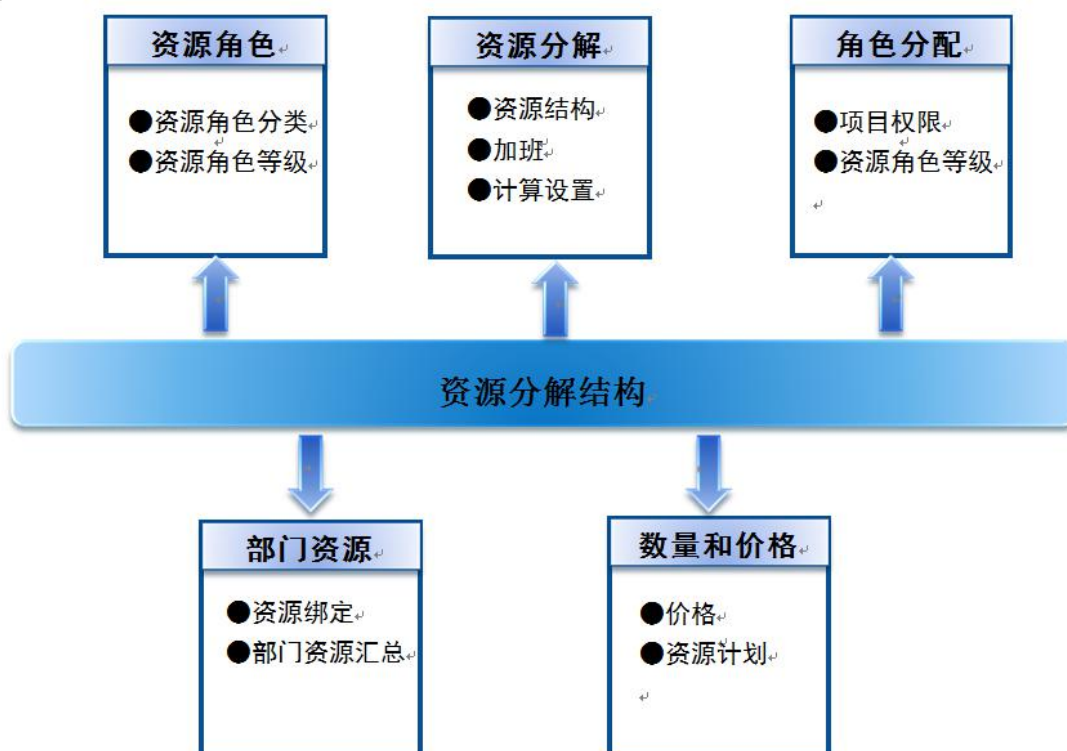 资源角色
●资源角色分类
●资源角色等级
资源分解
●资源结构
●加班
●计算设置
角色分配
●项目权限
●资源角色等级
资源分解结构
部门资源
●资源绑定
●部门资源汇总
数量和价格
●价格
●资源计划